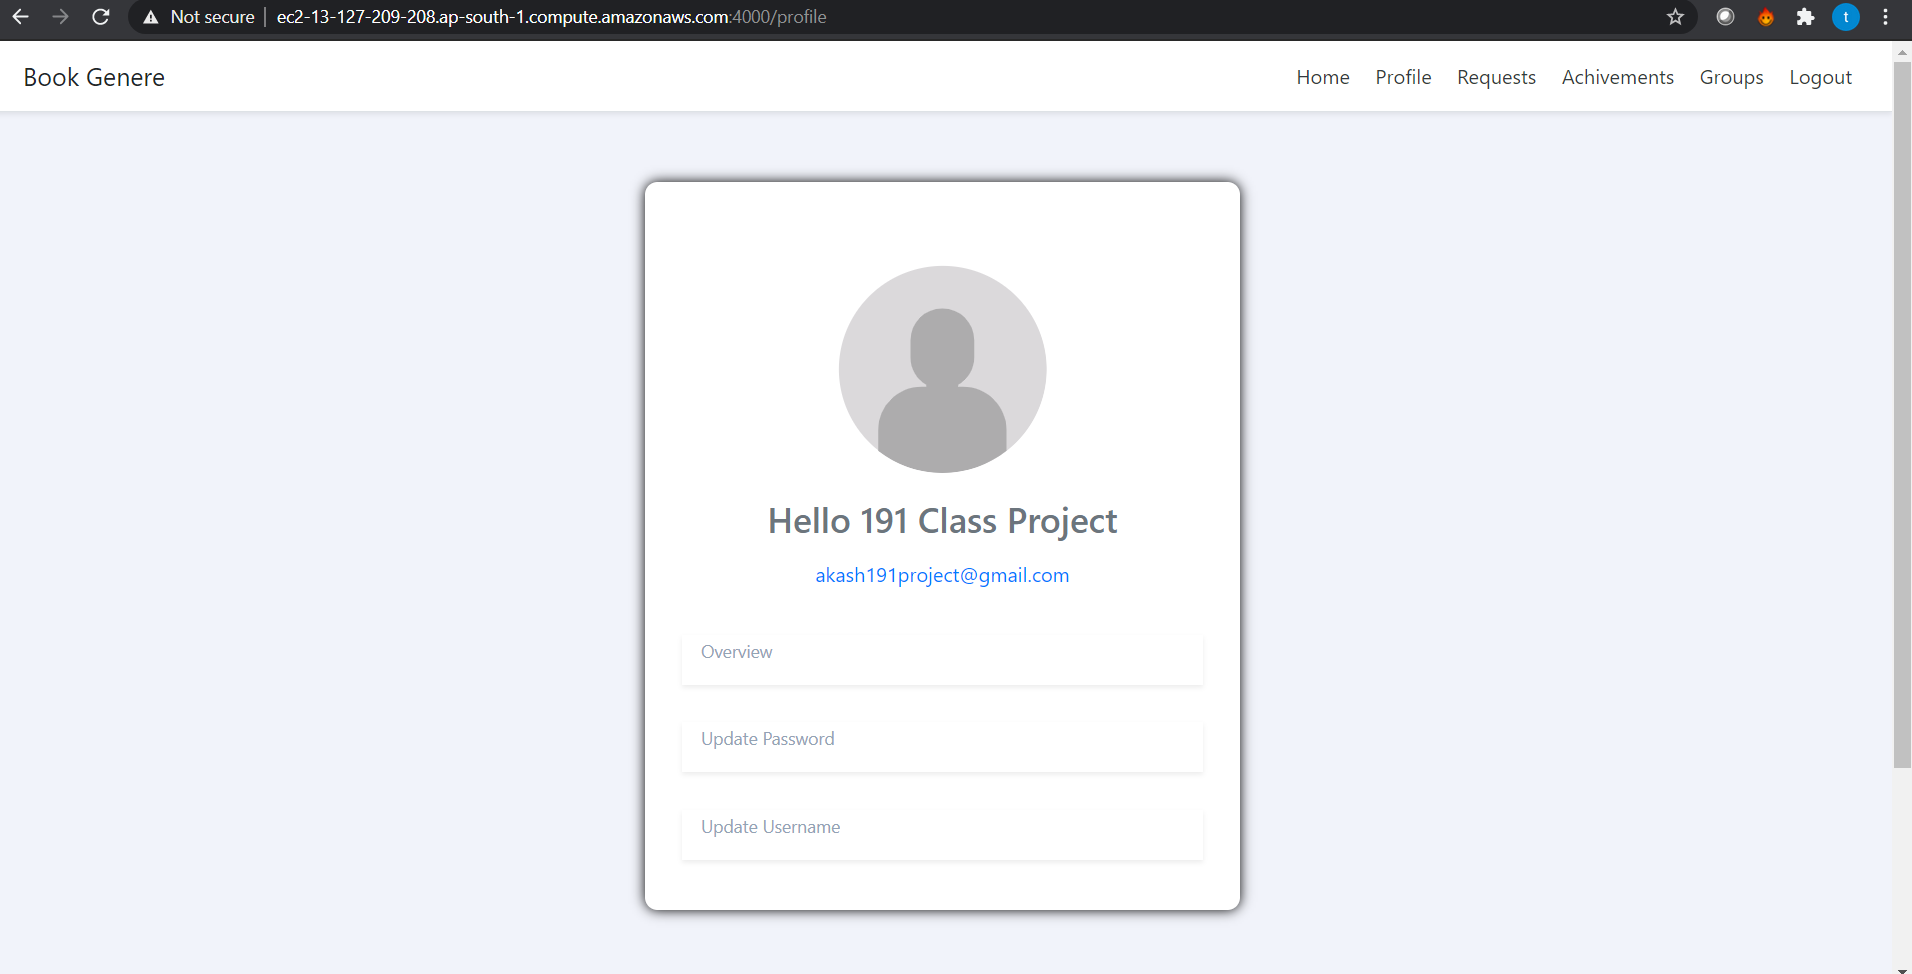 Not secure | ec2-13-127-209-208.ap-south-1.compute.amazonaws.com:4000/profile
t
Book Genere
Home Profile Requests Achivements Groups Logout
Hello 191 Class Project
akash191project@gmail.com
Overview
Update Password
Update Username